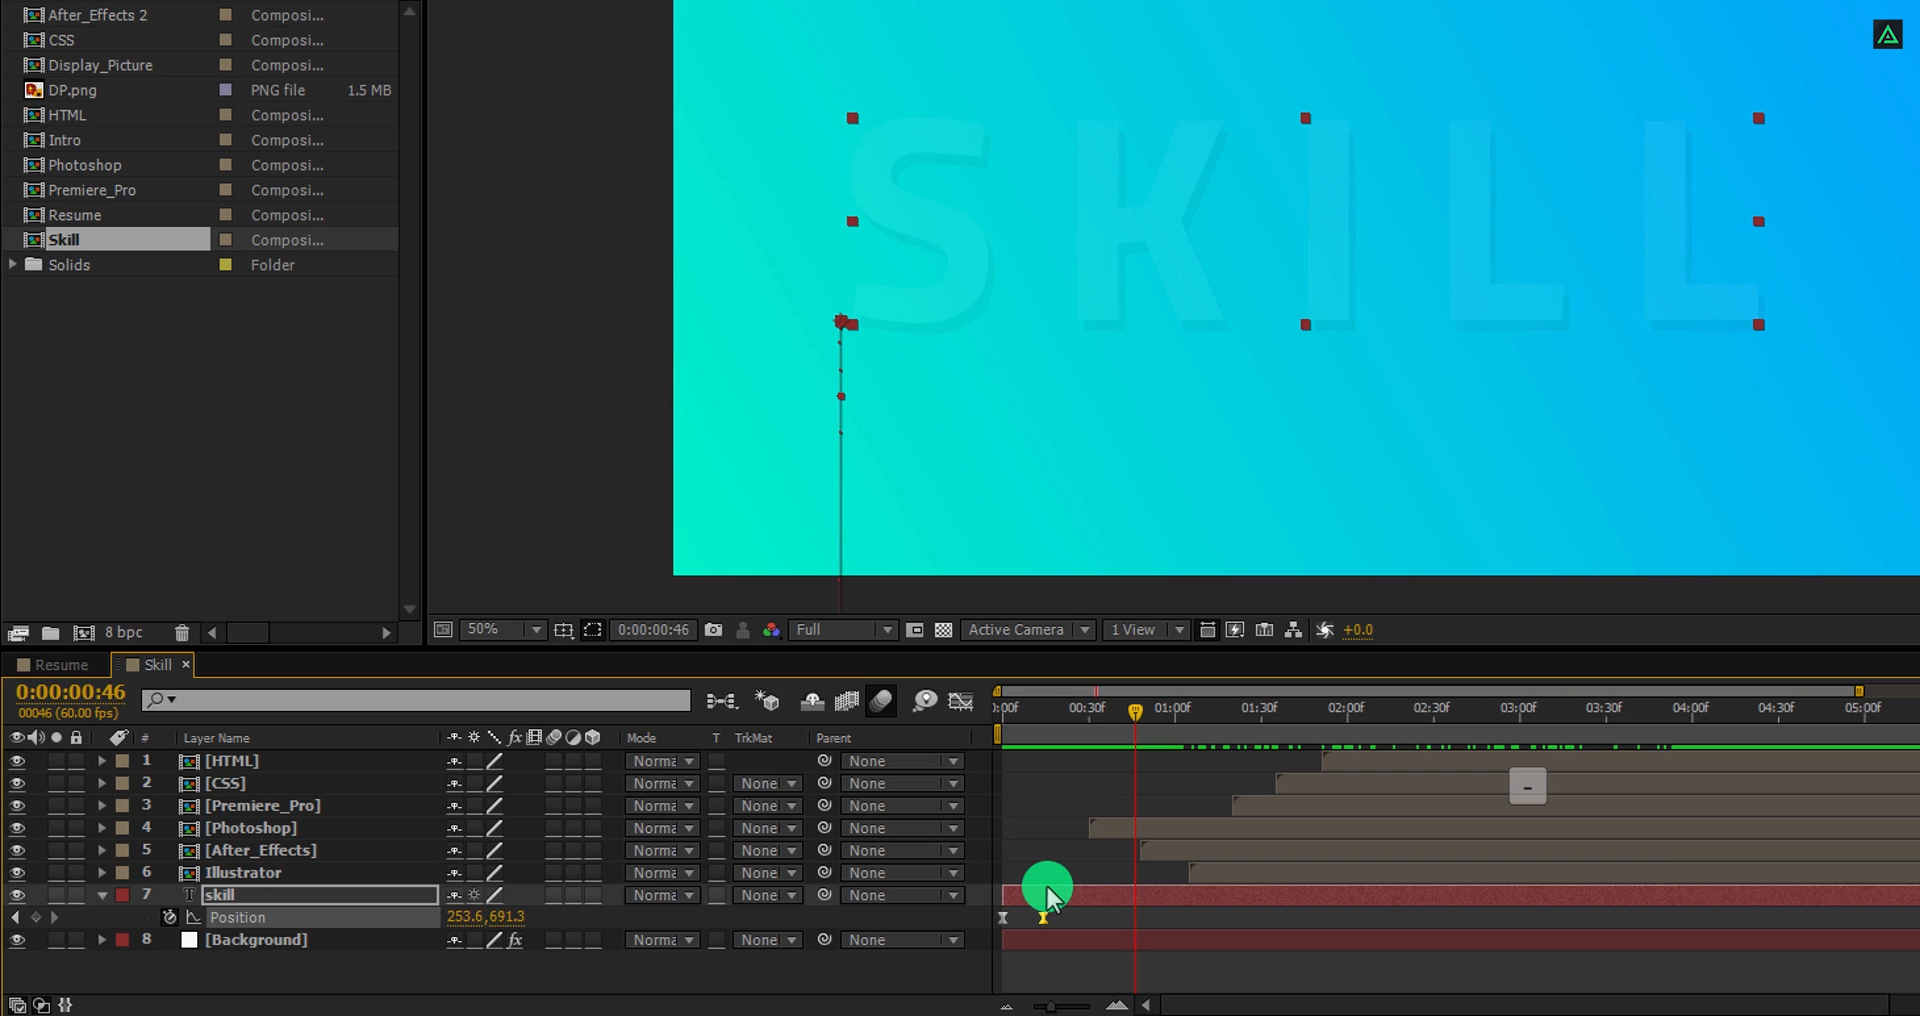 After_Effects 2 Composi...
CSS Composi...
Display_Picture Composi...
DP.png PNG file 1.5 MB
HTML Composi...
Intro Composi...
Photoshop Composi...
Premiere_Pro Composi...
Resume Composi...
Skill Composi...
Solids Folder
SKILL
8 bpc
50% 0:00:00:46 Full Active Camera 1 View +0.0
Resume Skill ×
0:00:00:46
00046 (60.00 fps)
:00f 00:30f 01:00f 01:30f 02:00f 02:30f 03:00f 03:30f 04:00f 04:30f 05:00f
# Layer Name fx Mode T TrkMat Parent
1 [HTML] Norma None
2 [CSS] Norma None None
3 [Premiere_Pro] Norma None None
4 [Photoshop] Norma None None
5 [After_Effects] Norma None None
6 Illustrator Norma None None
7 T skill Norma None None
Position 253.6,691.3
8 [Background] fx Norma None None
-